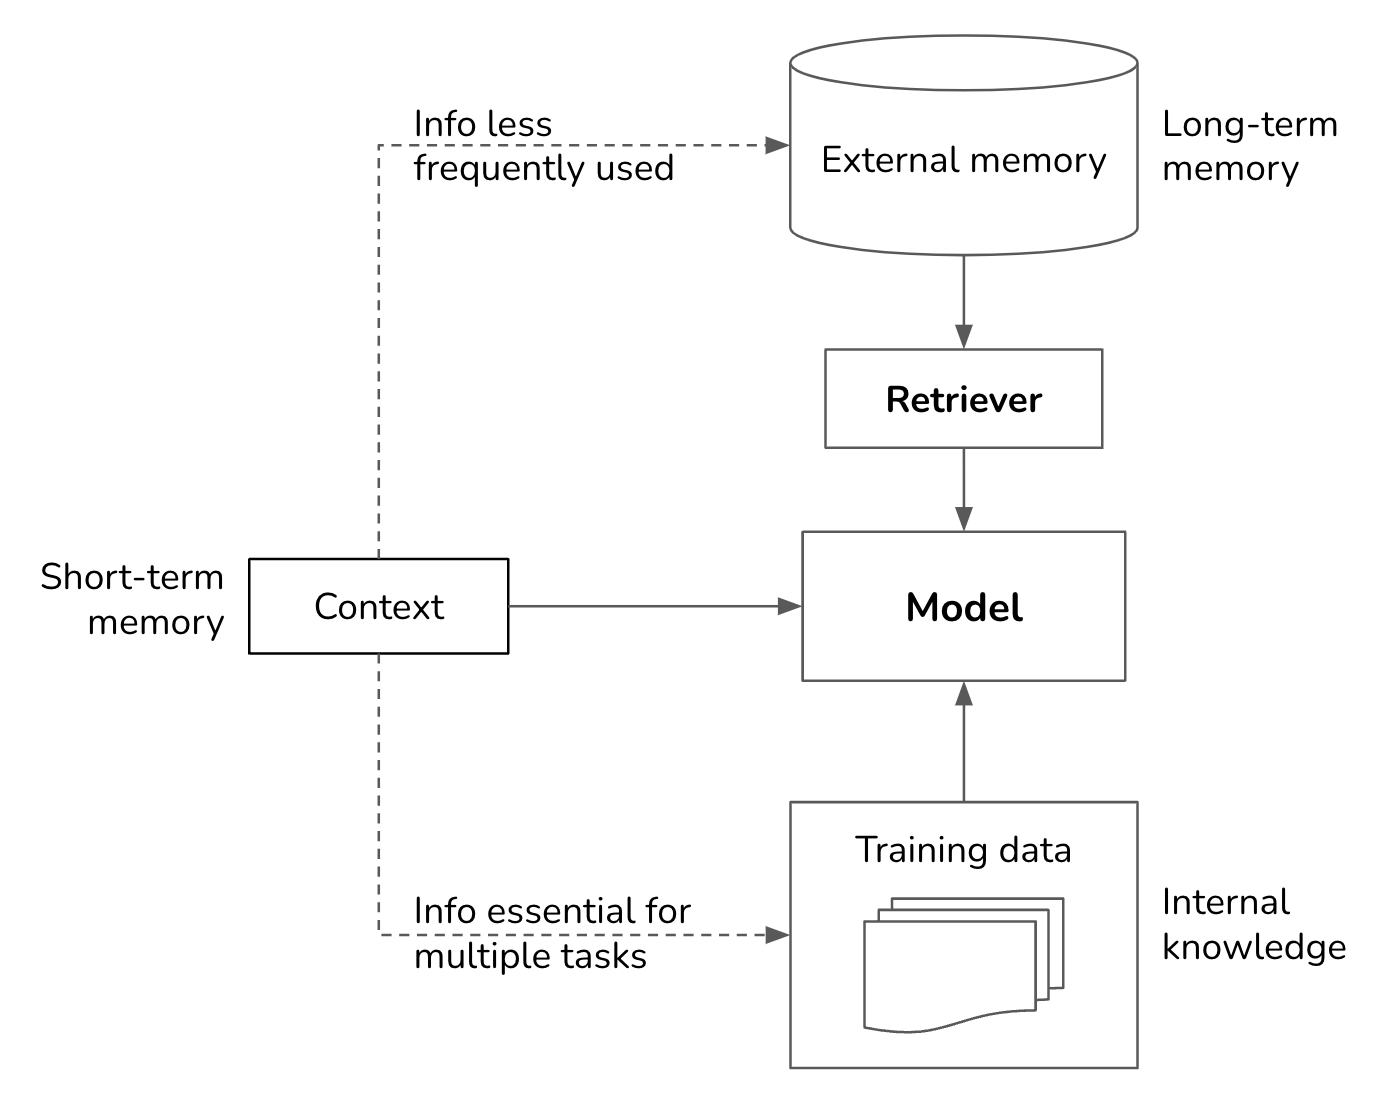 Info less
frequently used
External memory
Long-term
memory
Retriever
Short-term
memory
Context
Model
Training data
Info essential for
multiple tasks
Internal
knowledge